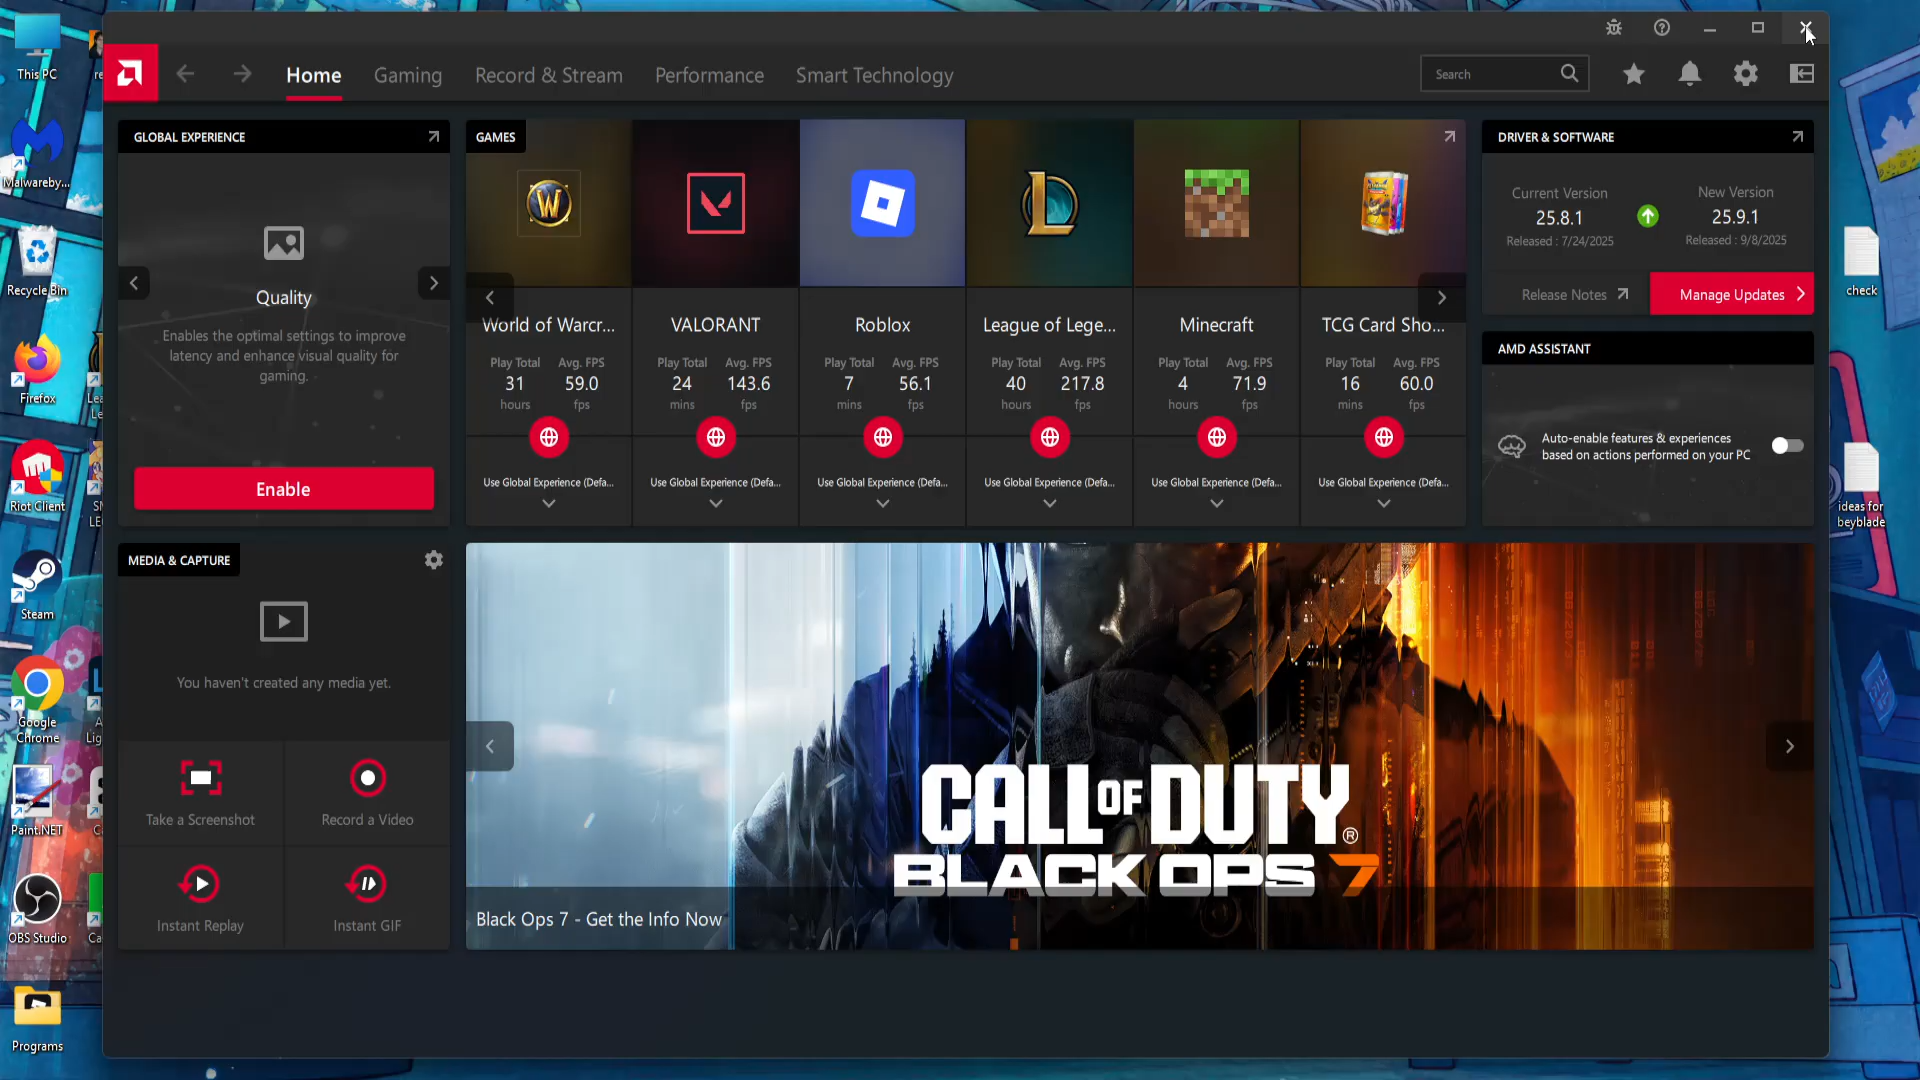 This PC
Malwareby...
Recycle Bin
Firefox
Riot Client
Steam
Google
Chrome
Paint.NET
OBS Studio
Programs
re
Lea
Le
SM
LE
A
Lig
C
Ca
Home
Gaming
Record & Stream
Performance
Smart Technology
Search
GLOBAL EXPERIENCE
Quality
Enables the optimal settings to improve
latency and enhance visual quality for
gaming.
Enable
GAMES
World of Warcr...
Play Total Avg. FPS
31 59.0
hours fps
Use Global Experience (Defa...
VALORANT
Play Total Avg. FPS
24 143.6
mins fps
Use Global Experience (Defa...
Roblox
Play Total Avg. FPS
7 56.1
mins fps
Use Global Experience (Defa...
League of Lege...
Play Total Avg. FPS
40 217.8
hours fps
Use Global Experience (Defa...
Minecraft
Play Total Avg. FPS
4 71.9
hours fps
Use Global Experience (Defa...
TCG Card Sho...
Play Total Avg. FPS
16 60.0
mins fps
Use Global Experience (Defa...
DRIVER & SOFTWARE
Current Version
25.8.1
Released : 7/24/2025
New Version
25.9.1
Released : 9/8/2025
Release Notes
Manage Updates
AMD ASSISTANT
Auto-enable features & experiences
based on actions performed on your PC
MEDIA & CAPTURE
You haven't created any media yet.
Take a Screenshot
Record a Video
Instant Replay
Instant GIF
CALL OF DUTY®
BLACK OPS 7
Black Ops 7 - Get the Info Now
check
ideas for
beyblade